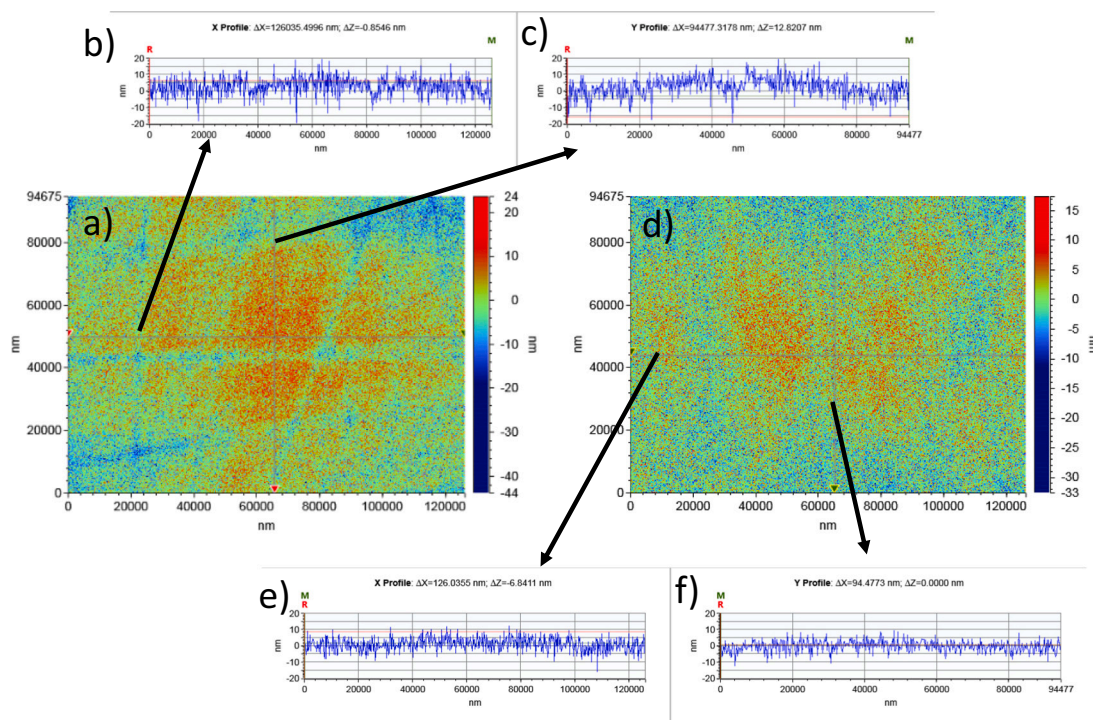 b)
X Profile: ΔX=126035.4996 nm; ΔZ=-0.8546 nm
R
M
20
10
0
-10
-20
nm
0 20000 40000 60000 80000 100000 120000
nm
c)
Y Profile: ΔX=94477.3178 nm; ΔZ=12.8207 nm
R
M
20
10
0
-10
-20
nm
0 20000 40000 60000 80000 94477
nm
a)
94675
80000
60000
40000
20000
0
nm
0 20000 40000 60000 80000 100000
nm
24
20
10
0
-10
-20
-30
-40
-44
nm
d)
94675
80000
60000
40000
20000
0
nm
0 20000 40000 60000 80000 100000
nm
15
10
5
0
-5
-10
-15
-20
-25
-30
-33
nm
e)
X Profile: ΔX=126.0355 nm; ΔZ=-6.8411 nm
M
R
20
10
0
-10
-20
nm
0 20000 40000 60000 80000 100000 120000
nm
f)
Y Profile: ΔX=94.4773 nm; ΔZ=0.0000 nm
M
R
20
10
0
-10
-20
nm
0 20000 40000 60000 80000 94477
nm